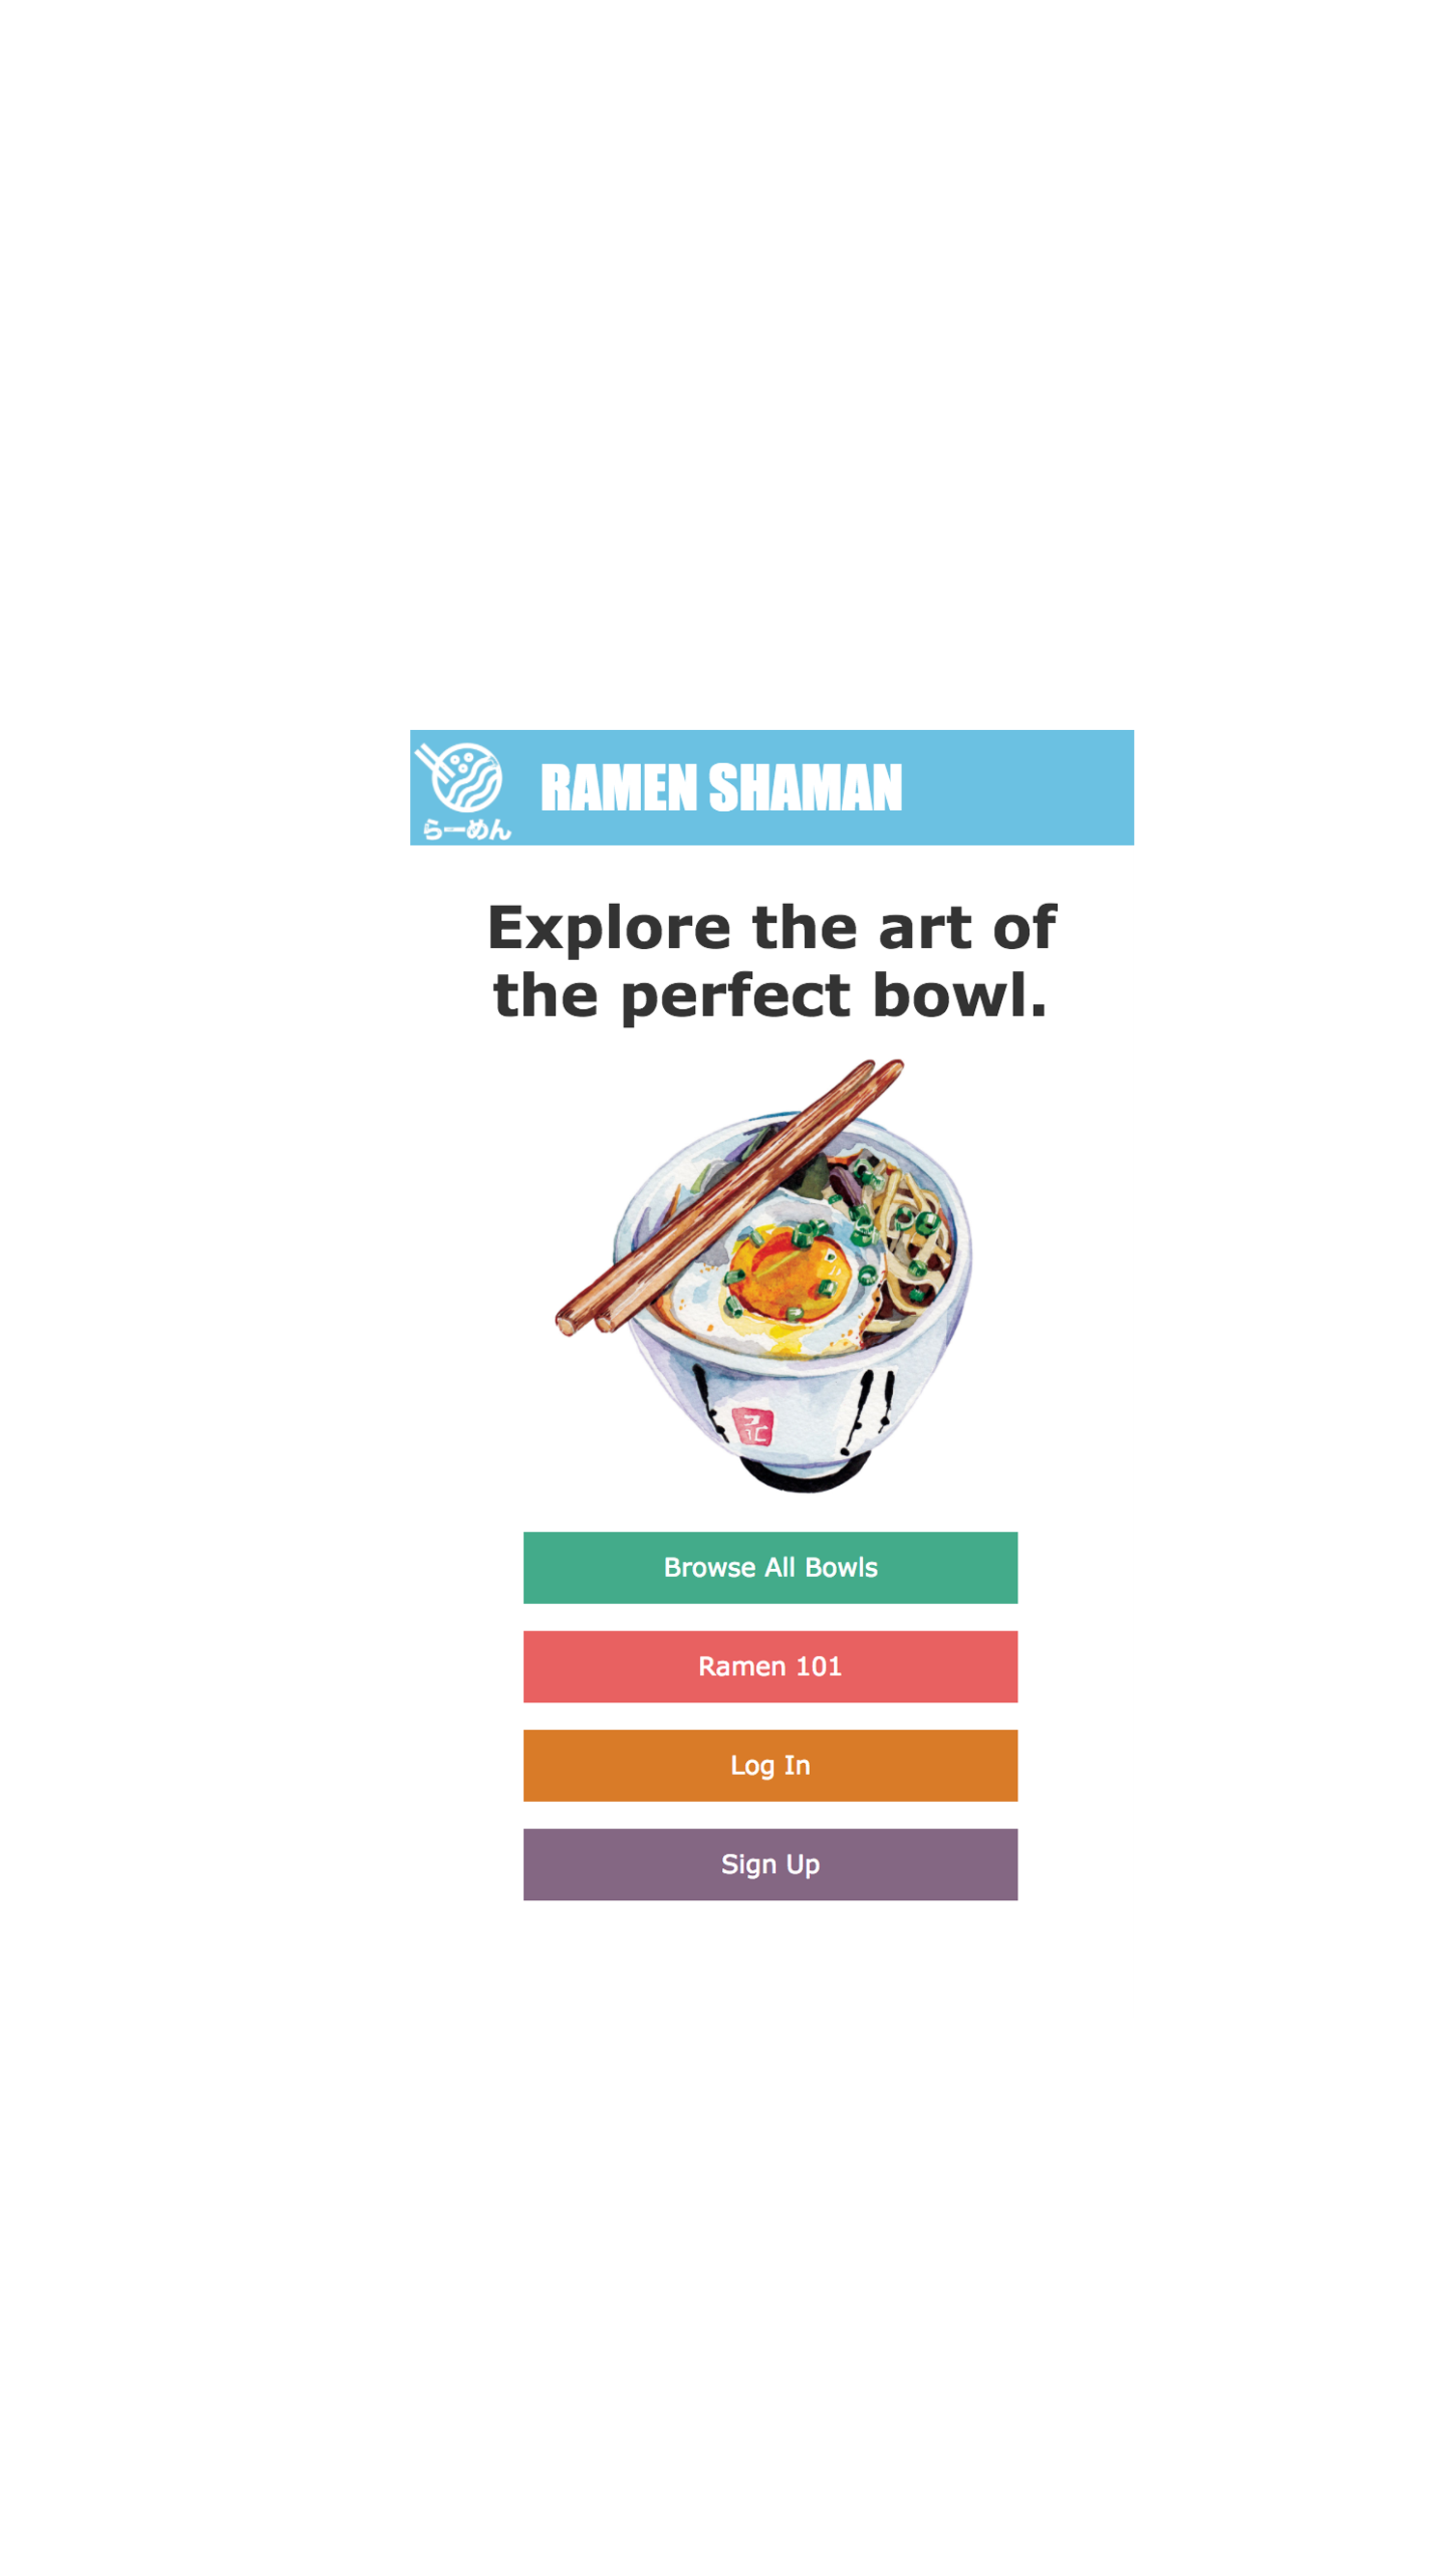 らーめん
RAMEN SHAMAN
Explore the art of
the perfect bowl.
Browse All Bowls
Ramen 101
Log In
Sign Up